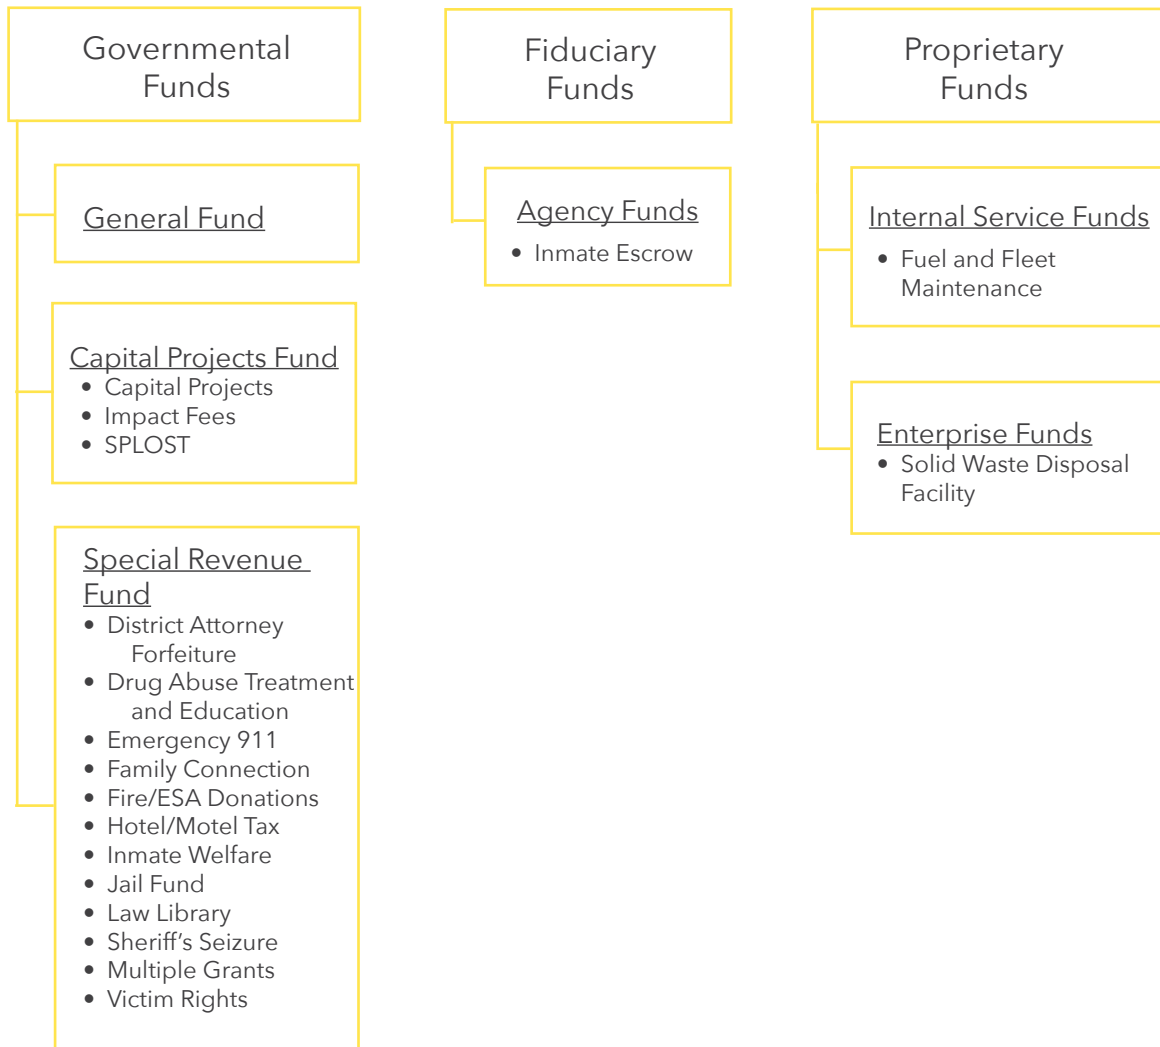 Governmental
Funds
General Fund
Capital Projects Fund
• Capital Projects
• Impact Fees
• SPLOST
Special Revenue
Fund
• District Attorney
Forfeiture
• Drug Abuse Treatment
and Education
• Emergency 911
• Family Connection
• Fire/ESA Donations
• Hotel/Motel Tax
• Inmate Welfare
• Jail Fund
• Law Library
• Sheriff’s Seizure
• Multiple Grants
• Victim Rights
Fiduciary
Funds
Agency Funds
• Inmate Escrow
Proprietary
Funds
Internal Service Funds
• Fuel and Fleet
Maintenance
Enterprise Funds
• Solid Waste Disposal
Facility